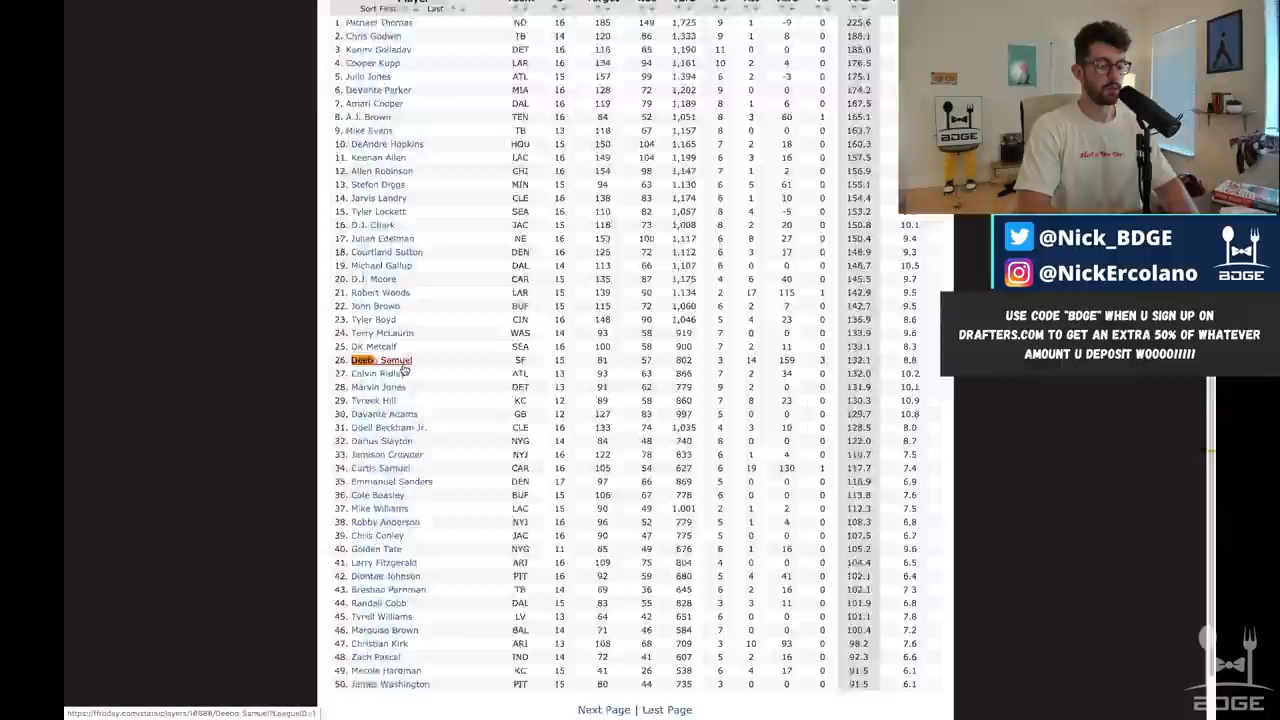 Sort First: Last:
1. Michael Thomas NO 16 185 149 1,725 9 1 -9 0 225.6
2. Chris Godwin TB 14 120 86 1,333 9 1 8 0 188.1
3. Kenny Golladay DET 16 116 65 1,190 11 0 0 0 185.0
4. Cooper Kupp LAR 16 134 94 1,161 10 2 4 0 176.5
5. Julio Jones ATL 15 157 99 1,394 6 2 -3 0 175.1
6. DeVante Parker MIA 16 128 72 1,202 9 0 0 0 174.2
7. Amari Cooper DAL 16 119 79 1,189 8 1 6 0 167.5
8. A.J. Brown TEN 16 84 52 1,051 8 3 60 1 165.1
9. Mike Evans TB 13 118 67 1,157 8 0 0 0 163.7
10. DeAndre Hopkins HOU 15 150 104 1,165 7 2 18 0 160.3
11. Keenan Allen LAC 16 149 104 1,199 6 3 16 0 157.5
12. Allen Robinson CHI 16 154 98 1,147 7 1 2 0 156.9
13. Stefon Diggs MIN 15 94 63 1,130 6 5 61 0 155.1
14. Jarvis Landry CLE 16 138 83 1,174 6 1 10 0 154.4
15. Tyler Lockett SEA 16 110 82 1,057 8 4 -5 0 153.2
16. D.J. Chark JAC 15 118 73 1,008 8 2 20 0 150.8 10.1
17. Julian Edelman NE 16 153 100 1,117 6 8 27 0 150.4 9.4
18. Courtland Sutton DEN 16 125 72 1,112 6 3 17 0 148.9 9.3
19. Michael Gallup DAL 14 113 66 1,107 6 0 0 0 146.7 10.5
20. D.J. Moore CAR 15 135 87 1,175 4 6 40 0 145.5 9.7
21. Robert Woods LAR 15 139 90 1,134 2 17 115 1 142.9 9.5
22. John Brown BUF 15 115 72 1,060 6 2 7 0 142.7 9.5
23. Tyler Boyd CIN 16 148 90 1,046 5 4 23 0 136.9 8.6
24. Terry McLaurin WAS 14 93 58 919 7 0 0 0 133.9 9.6
25. DK Metcalf SEA 16 100 58 900 7 2 11 0 133.1 8.3
26. Deebo Samuel SF 15 81 57 802 3 14 159 3 132.1 8.8
27. Calvin Ridley ATL 13 93 63 866 7 2 34 0 132.0 10.2
28. Marvin Jones DET 13 91 62 779 9 2 0 0 131.9 10.1
29. Tyreek Hill KC 12 89 58 860 7 8 23 0 130.3 10.9
30. Davante Adams GB 12 127 83 997 5 0 0 0 129.7 10.8
31. Odell Beckham Jr. CLE 16 133 74 1,035 4 3 10 0 128.5 8.0
32. Darius Slayton NYG 14 84 48 740 8 0 0 0 122.0 8.7
33. Jamison Crowder NYJ 16 122 78 833 6 1 4 0 119.7 7.5
34. Curtis Samuel CAR 16 105 54 627 6 19 130 1 117.7 7.4
35. Emmanuel Sanders DEN 17 97 66 869 5 0 0 0 116.9 6.9
36. Cole Beasley BUF 15 106 67 778 6 0 0 0 113.8 7.6
37. Mike Williams LAC 15 90 49 1,001 2 1 2 0 112.3 7.5
38. Robby Anderson NYJ 16 96 52 779 5 1 4 0 108.3 6.8
39. Chris Conley JAC 16 90 47 775 5 0 0 0 107.5 6.7
40. Golden Tate NYG 11 85 49 676 6 1 16 0 105.2 9.6
41. Larry Fitzgerald ARI 16 109 75 804 4 0 0 0 104.4 6.5
42. Diontae Johnson PIT 16 92 59 680 5 4 41 0 102.1 6.4
43. Breshad Perriman TB 14 69 36 645 6 2 16 0 102.1 7.3
44. Randall Cobb DAL 15 83 55 828 3 3 11 0 101.9 6.8
45. Tyrell Williams LV 13 64 42 651 6 0 0 0 101.1 7.8
46. Marquise Brown BAL 14 71 46 584 7 0 0 0 100.4 7.2
47. Christian Kirk ARI 13 108 68 709 3 10 93 0 98.2 7.6
48. Zach Pascal IND 14 72 41 607 5 2 16 0 92.3 6.6
49. Mecole Hardman KC 15 41 26 538 6 4 17 0 91.5 6.1
50. James Washington PIT 15 80 44 735 3 0 0 0 91.5 6.1
Next Page | Last Page
BDGE
@Nick_BDGE
@NickErcolano
BDGE
USE CODE "BDGE" WHEN U SIGN UP ON
DRAFTERS.COM TO GET AN EXTRA 50% OF WHATEVER
AMOUNT U DEPOSIT WOOOO!!!!!
BDGE